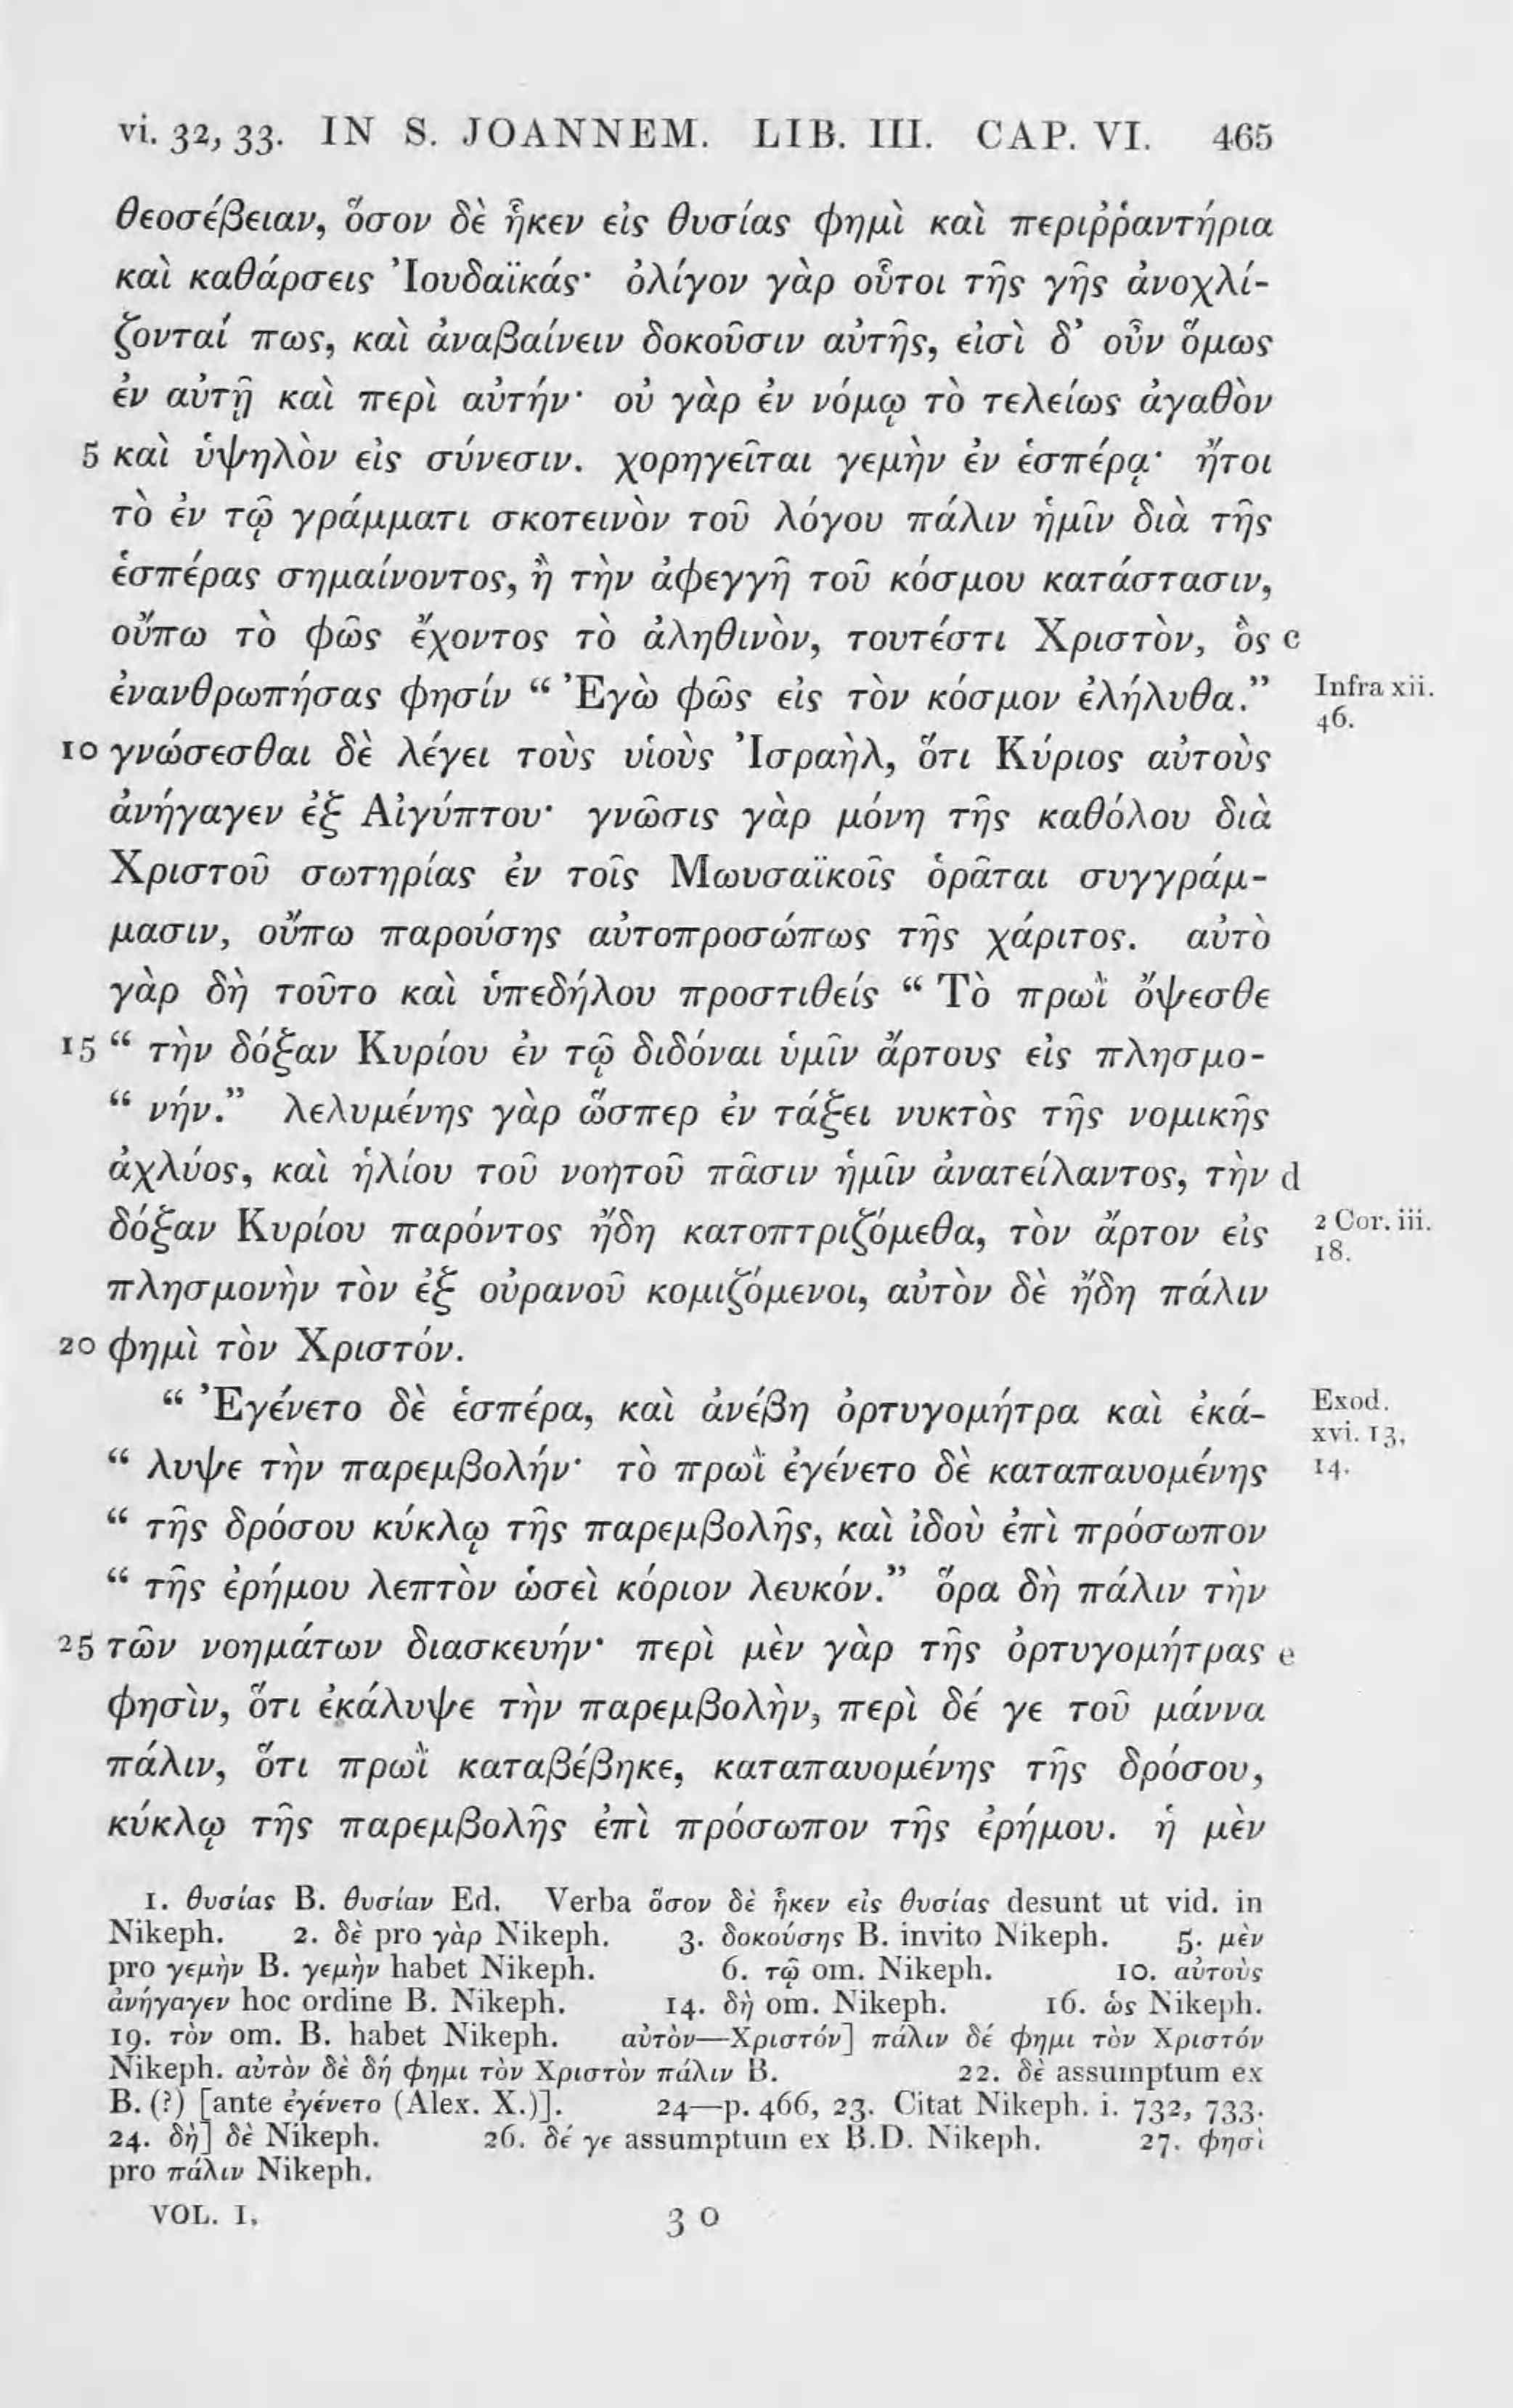 vi. 32, 33. IN S. JOANNEM. LIB. III. CAP. VI. 465
θεοσέβειαν, ὅσον δὲ ἧκεν εἰς θυσίας φημὶ καὶ περιῤῥαντήρια
καὶ καθάρσεις Ἰουδαϊκάς· ὀλίγον γὰρ οὗτοι τῆς γῆς ἀνοχλί-
ζονταί πως, καὶ ἀναβαίνειν δοκοῦσιν αὐτῆς, εἰσὶ δ’ οὖν ὅμως
ἐν αὐτῇ καὶ περὶ αὐτήν· οὐ γὰρ ἐν νόμῳ τὸ τελείως ἀγαθὸν
5 καὶ ὑψηλὸν εἰς σύνεσιν. χορηγεῖται γεμὴν ἐν ἑσπέρᾳ· ἤτοι
τὸ ἐν τῷ γράμματι σκοτεινὸν τοῦ λόγου πάλιν ἡμῖν διὰ τῆς
ἑσπέρας σημαίνοντος, ἢ τὴν ἀφεγγῆ τοῦ κόσμου κατάστασιν,
οὔπω τὸ φῶς ἔχοντος τὸ ἀληθινὸν, τουτέστι Χριστὸν, ὃς c
ἐνανθρωπήσας φησίν “ Ἐγὼ φῶς εἰς τὸν κόσμον ἐλήλυθα.” Infra xii.
46.
10 γνώσεσθαι δὲ λέγει τοὺς υἱοὺς Ἰσραὴλ, ὅτι Κύριος αὐτοὺς
ἀνήγαγεν ἐξ Αἰγύπτου· γνῶσις γὰρ μόνη τῆς καθόλου διὰ
Χριστοῦ σωτηρίας ἐν τοῖς Μωυσαϊκοῖς ὁρᾶται συγγράμ-
μασιν, οὔπω παρούσης αὐτοπροσώπως τῆς χάριτος. αὐτὸ
γὰρ δὴ τοῦτο καὶ ὑπεδήλου προστιθείς “ Τὸ πρωῒ ὄψεσθε
15 “ τὴν δόξαν Κυρίου ἐν τῷ διδόναι ὑμῖν ἄρτους εἰς πλησμο-
“ νήν.” λελυμένης γὰρ ὥσπερ ἐν τάξει νυκτὸς τῆς νομικῆς
ἀχλύος, καὶ ἡλίου τοῦ νοητοῦ πᾶσιν ἡμῖν ἀνατείλαντος, τὴν d
δόξαν Κυρίου παρόντος ἤδη κατοπτριζόμεθα, τὸν ἄρτον εἰς 2 Cor. iii.
18.
πλησμονὴν τὸν ἐξ οὐρανοῦ κομιζόμενοι, αὐτὸν δὲ ἤδη πάλιν
20 φημὶ τὸν Χριστόν.
“ Ἐγένετο δὲ ἑσπέρα, καὶ ἀνέβη ὀρτυγομήτρα καὶ ἐκά- Exod.
xvi. 13,
“ λυψε τὴν παρεμβολήν· τὸ πρωῒ ἐγένετο δὲ καταπαυομένης 14.
“ τῆς δρόσου κύκλῳ τῆς παρεμβολῆς, καὶ ἰδοὺ ἐπὶ πρόσωπον
“ τῆς ἐρήμου λεπτὸν ὡσεὶ κόριον λευκόν.” ὅρα δὴ πάλιν τὴν
25 τῶν νοημάτων διασκευήν· περὶ μὲν γὰρ τῆς ὀρτυγομήτρας e
φησὶν, ὅτι ἐκάλυψε τὴν παρεμβολὴν, περὶ δέ γε τοῦ μάννα
πάλιν, ὅτι πρωῒ καταβέβηκε, καταπαυομένης τῆς δρόσου,
κύκλῳ τῆς παρεμβολῆς ἐπὶ πρόσωπον τῆς ἐρήμου. ἡ μὲν
1. θυσίας B. θυσίαν Ed. Verba ὅσον δὲ ἧκεν εἰς θυσίας desunt ut vid. in
Nikeph. 2. δὲ pro γὰρ Nikeph. 3. δοκούσης B. invito Nikeph. 5. μὲν
pro γεμὴν B. γεμὴν habet Nikeph. 6. τῷ om. Nikeph. 10. αὐτοὺς
ἀνήγαγεν hoc ordine B. Nikeph. 14. δὴ om. Nikeph. 16. ὡς Nikeph.
19. τὸν om. B. habet Nikeph. αὐτὸν—Χριστόν] πάλιν δέ φημι τὸν Χριστόν
Nikeph. αὐτὸν δὲ δή φημι τὸν Χριστὸν πάλιν B. 22. δὲ assumptum ex
B. (?) [ante ἐγένετο (Alex. X.)]. 24—p. 466, 23. Citat Nikeph. i. 732, 733.
24. δὴ] δὲ Nikeph. 26. δέ γε assumptum ex B.D. Nikeph. 27. φησὶ
pro πάλιν Nikeph.
VOL. I. 3 O